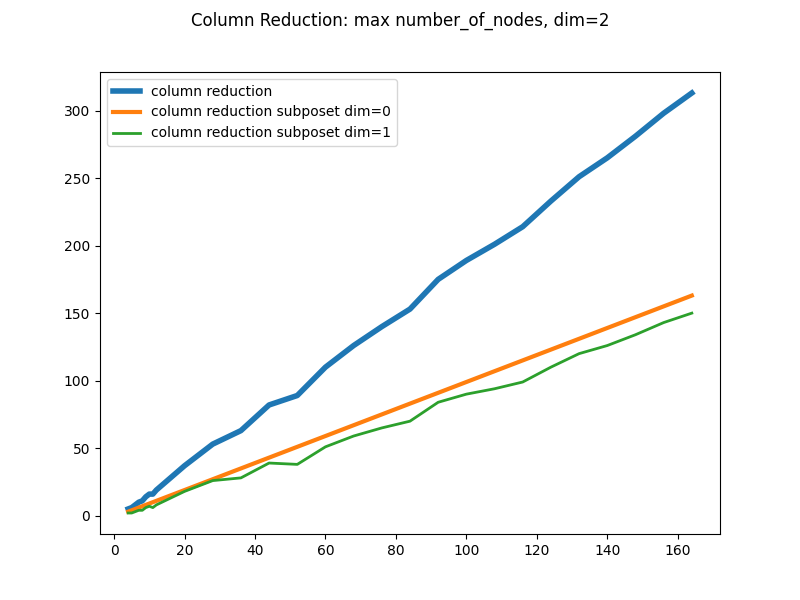 Column Reduction: max number_of_nodes, dim=2
column reduction
column reduction subposet dim=0
column reduction subposet dim=1
300
250
200
150
100
50
0
0 20 40 60 80 100 120 140 160